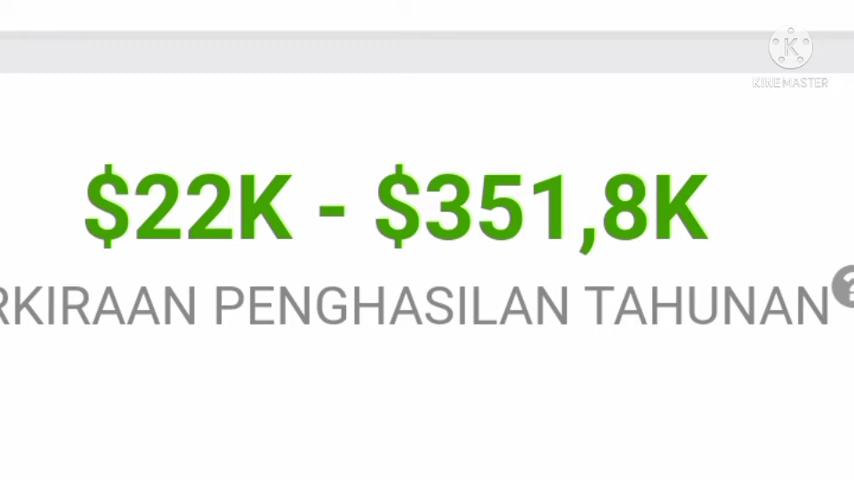 KINEMASTER
$22K - $351,8K
RKIRAAN PENGHASILAN TAHUNAN ?